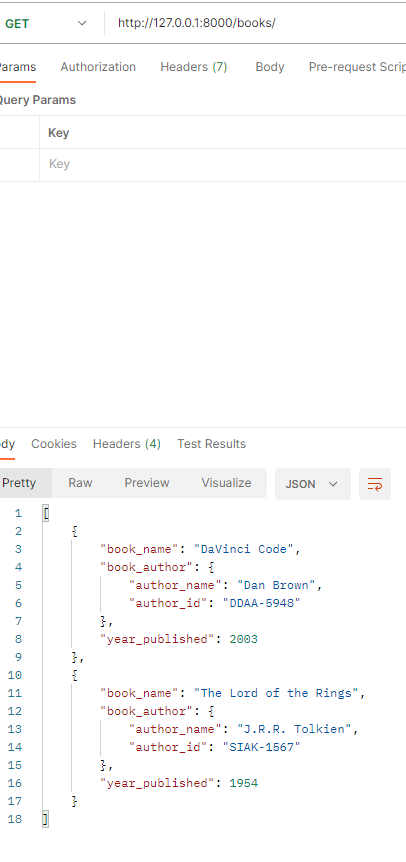 GET http://127.0.0.1:8000/books/
arams Authorization Headers (7) Body Pre-request Scrip
Query Params
Key
Key
ody Cookies Headers (4) Test Results
Pretty Raw Preview Visualize JSON
1 [
2 {
3 "book_name": "DaVinci Code",
4 "book_author": {
5 "author_name": "Dan Brown",
6 "author_id": "DDAA-5948"
7 },
8 "year_published": 2003
9 },
10 {
11 "book_name": "The Lord of the Rings",
12 "book_author": {
13 "author_name": "J.R.R. Tolkien",
14 "author_id": "SIAK-1567"
15 },
16 "year_published": 1954
17 }
18 ]